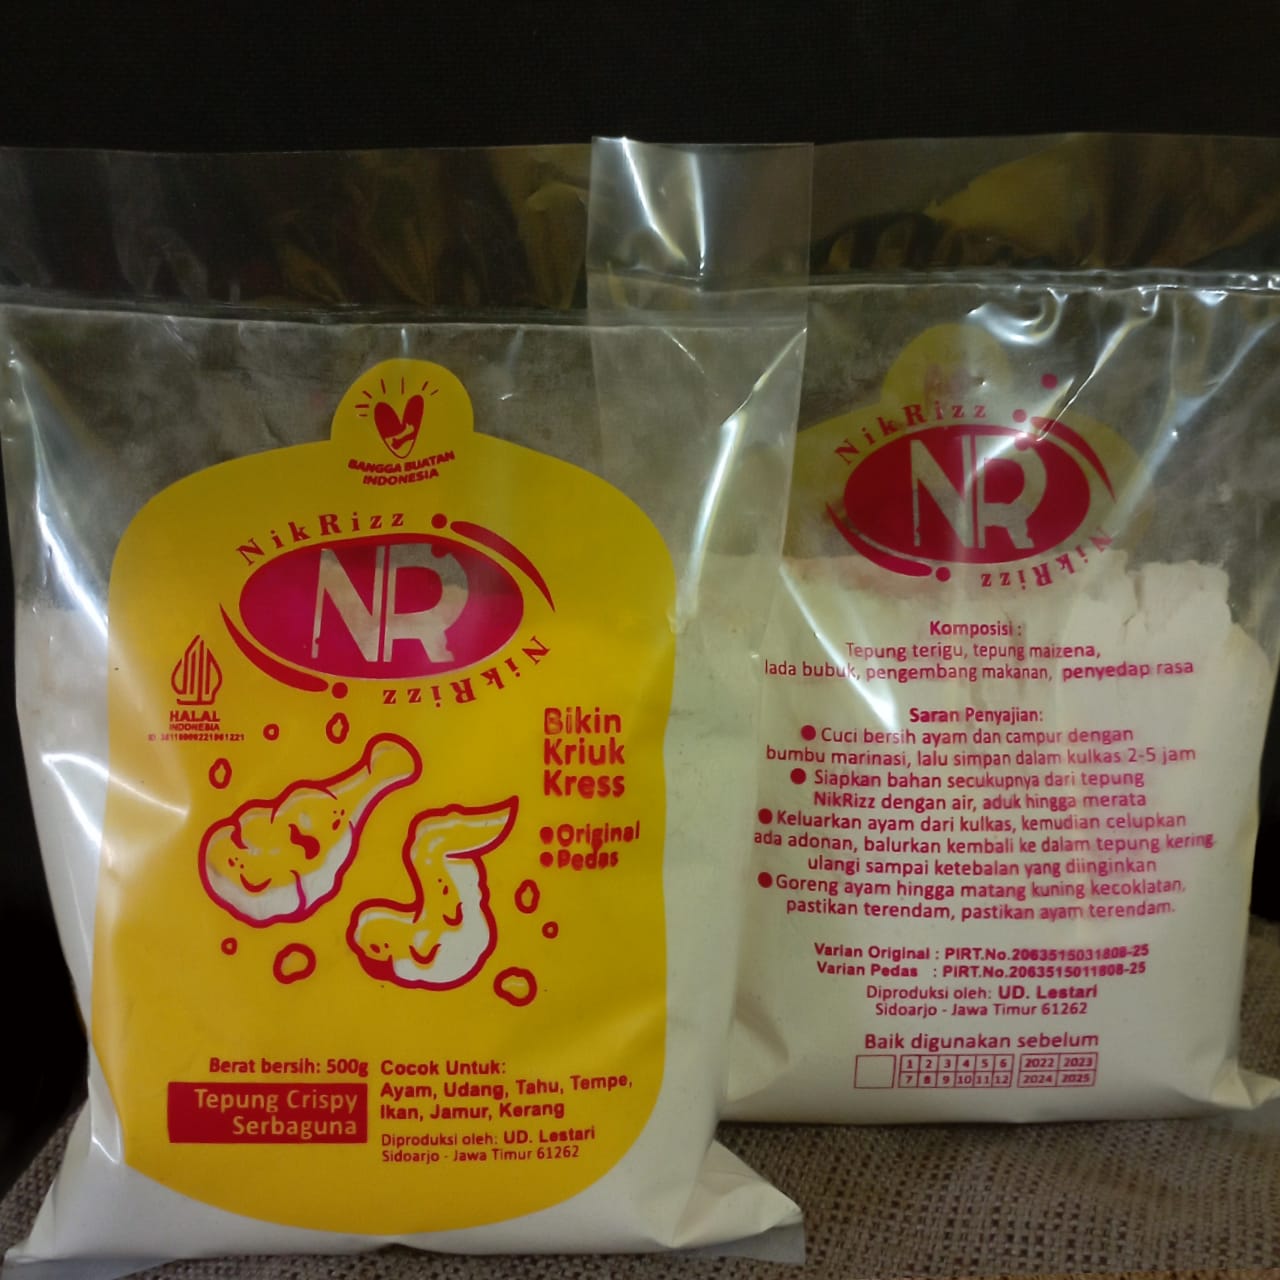 BANGGA BUATAN
INDONESIA
NikRizz
NR
NikRizz
HALAL
INDONESIA
Bikin
Kriuk
Kress
Original
Pedas
Berat bersih: 500g
Tepung Crispy
Serbaguna
Cocok Untuk:
Ayam, Udang, Tahu, Tempe,
Ikan, Jamur, Kerang
Diproduksi oleh: UD. Lestari
Sidoarjo - Jawa Timur 61262
NikRizz
NR
NikRizz
Komposisi :
Tepung terigu, tepung maizena,
lada bubuk, pengembang makanan, penyedap rasa
Saran Penyajian:
Cuci bersih ayam dan campur dengan
bumbu marinasi, lalu simpan dalam kulkas 2-5 jam
Siapkan bahan secukupnya dari tepung
NikRizz dengan air, aduk hingga merata
Keluarkan ayam dari kulkas, kemudian celupkan
ada adonan, balurkan kembali ke dalam tepung kering
ulangi sampai ketebalan yang diinginkan
Goreng ayam hingga matang kuning kecoklatan,
pastikan terendam, pastikan ayam terendam.
Varian Original : PIRT.No.2063515031808-25
Varian Pedas : PIRT.No.2063515011808-25
Diproduksi oleh: UD. Lestari
Sidoarjo - Jawa Timur 61262
Baik digunakan sebelum
1 2 3 4 5 6 2022 2023
7 8 9 10 11 12 2024 2025